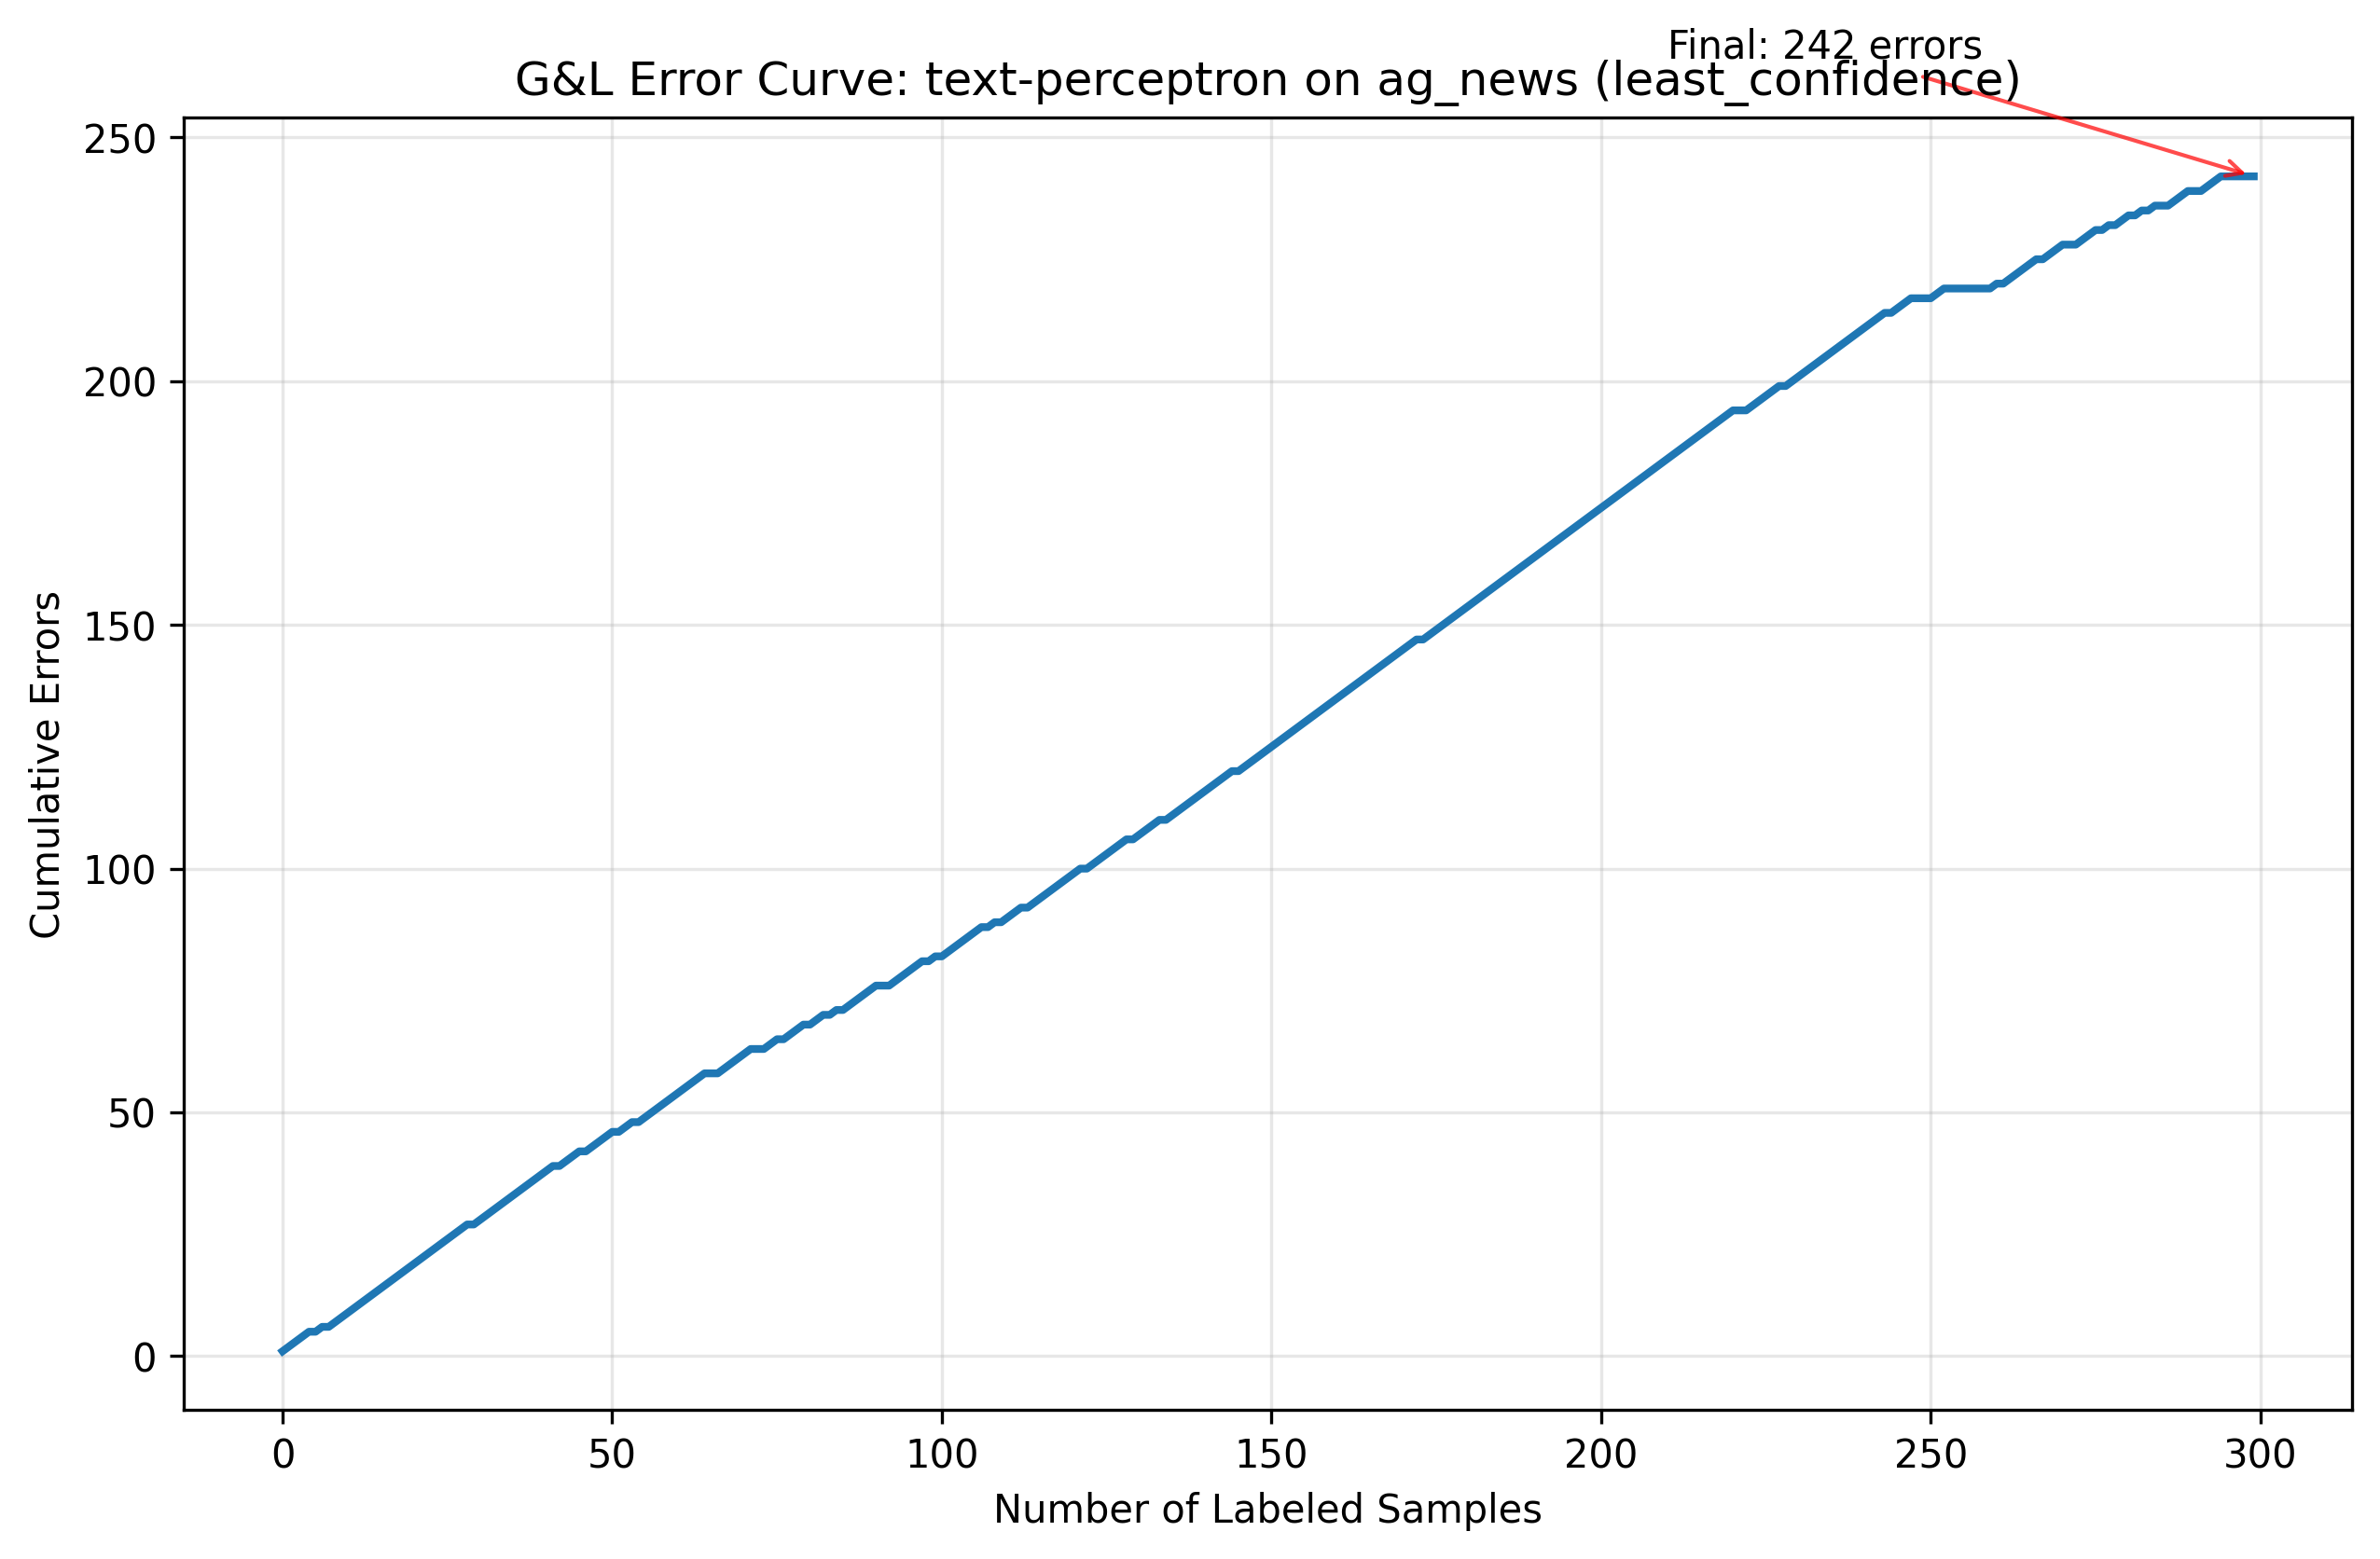 Final: 242 errors
G&L Error Curve: text-perceptron on ag_news (least_confidence)
250
200
150
100
50
0
Cumulative Errors
0 50 100 150 200 250 300
Number of Labeled Samples